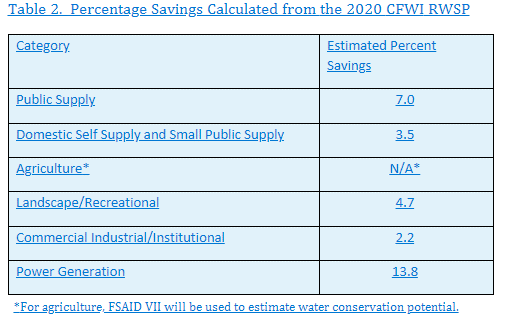 Table 2. Percentage Savings Calculated from the 2020 CFWI RWSP
Category
Estimated Percent
Savings
Public Supply
7.0
Domestic Self Supply and Small Public Supply
3.5
Agriculture*
N/A*
Landscape/Recreational
4.7
Commercial Industrial/Institutional
2.2
Power Generation
13.8
*For agriculture, FSAID VII will be used to estimate water conservation potential.